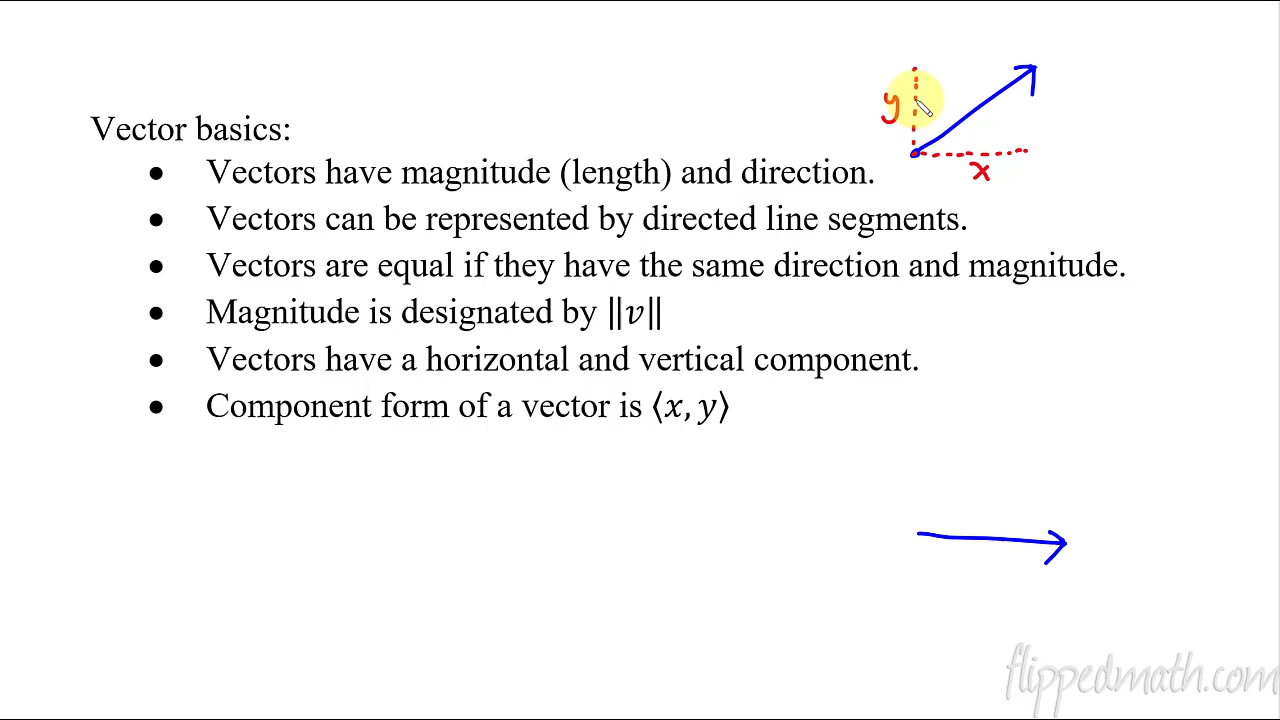 y
x
Vector basics:
• Vectors have magnitude (length) and direction.
• Vectors can be represented by directed line segments.
• Vectors are equal if they have the same direction and magnitude.
• Magnitude is designated by ‖𝑣‖
• Vectors have a horizontal and vertical component.
• Component form of a vector is ⟨𝑥, 𝑦⟩
flippedmath.com